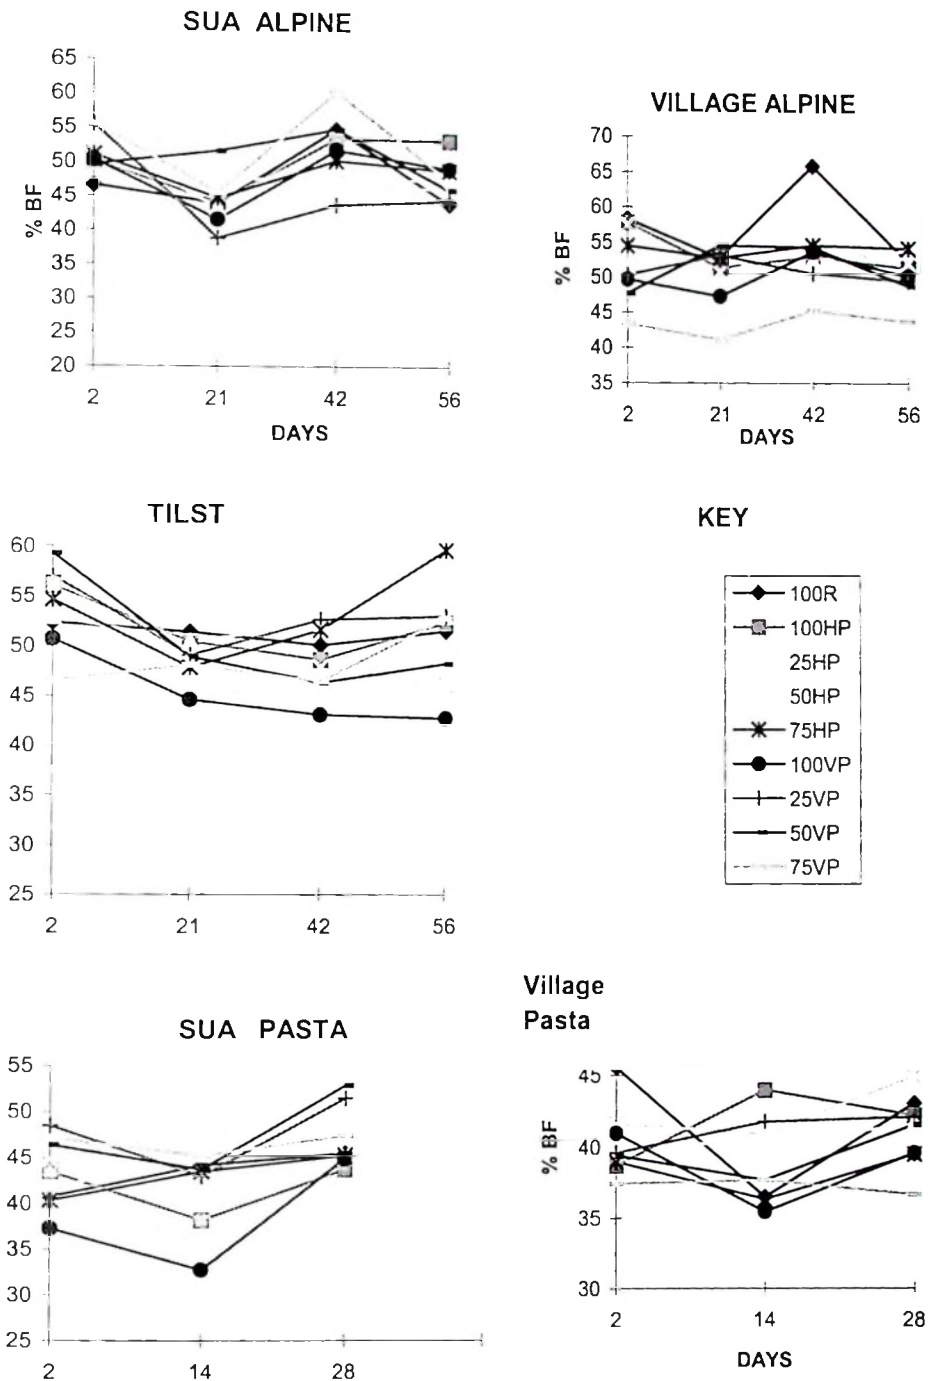 SUA ALPINE
65
60
55
50
45
40
35
30
25
20
% BF
2 21 42 56
DAYS
VILLAGE ALPINE
70
65
60
55
50
45
40
35
% BF
2 21 42 56
DAYS
TILST
60
55
50
45
40
35
30
25
2 21 42 56
KEY
100R
100HP
25HP
50HP
75HP
100VP
25VP
50VP
75VP
SUA PASTA
55
50
45
40
35
30
25
2 14 28
Village
Pasta
45
40
35
30
% BF
2 14 28
DAYS